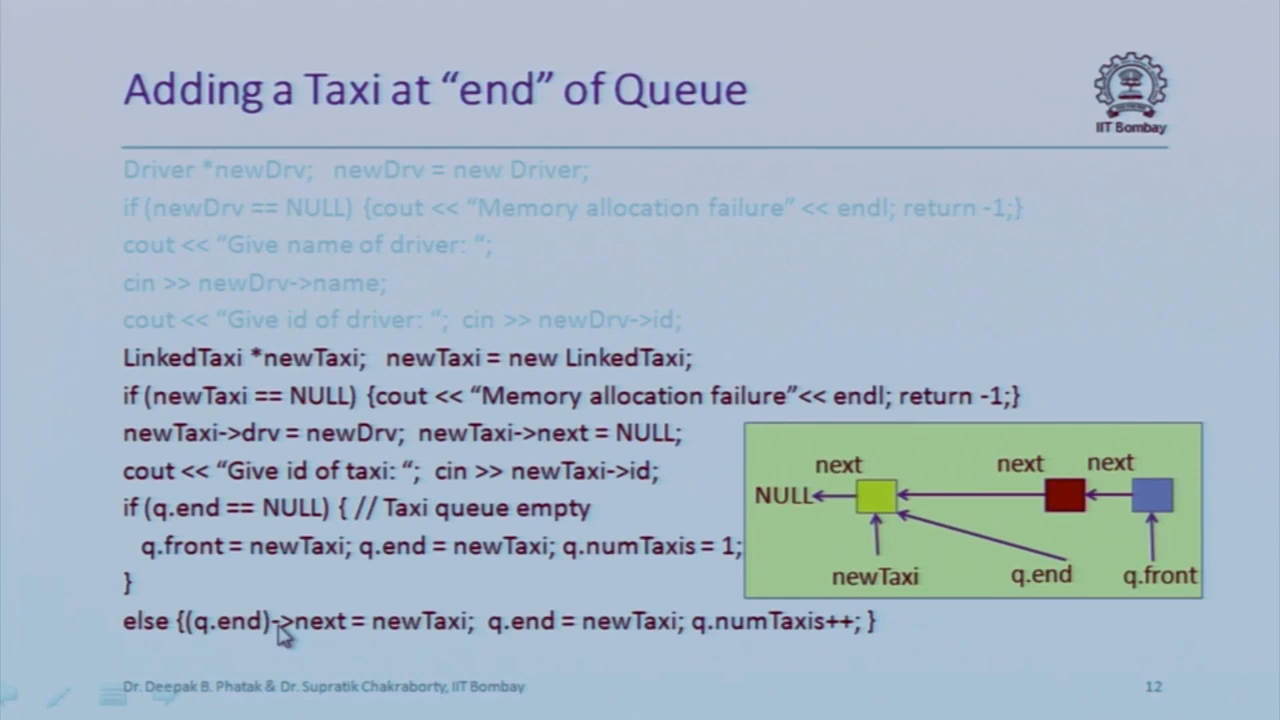 Adding a Taxi at “end” of Queue
IIT Bombay
Driver *newDrv; newDrv = new Driver;
if (newDrv == NULL) {cout << “Memory allocation failure” << endl; return -1;}
cout << “Give name of driver: “;
cin >> newDrv->name;
cout << “Give id of driver: “; cin >> newDrv->id;
LinkedTaxi *newTaxi; newTaxi = new LinkedTaxi;
if (newTaxi == NULL) {cout << “Memory allocation failure”<< endl; return -1;}
newTaxi->drv = newDrv; newTaxi->next = NULL;
cout << “Give id of taxi: “; cin >> newTaxi->id;
if (q.end == NULL) { // Taxi queue empty
q.front = newTaxi; q.end = newTaxi; q.numTaxis = 1;
}
else {(q.end)->next = newTaxi; q.end = newTaxi; q.numTaxis++; }
next next next
NULL
newTaxi q.end q.front
Dr. Deepak B. Phatak & Dr. Supratik Chakraborty, IIT Bombay
12